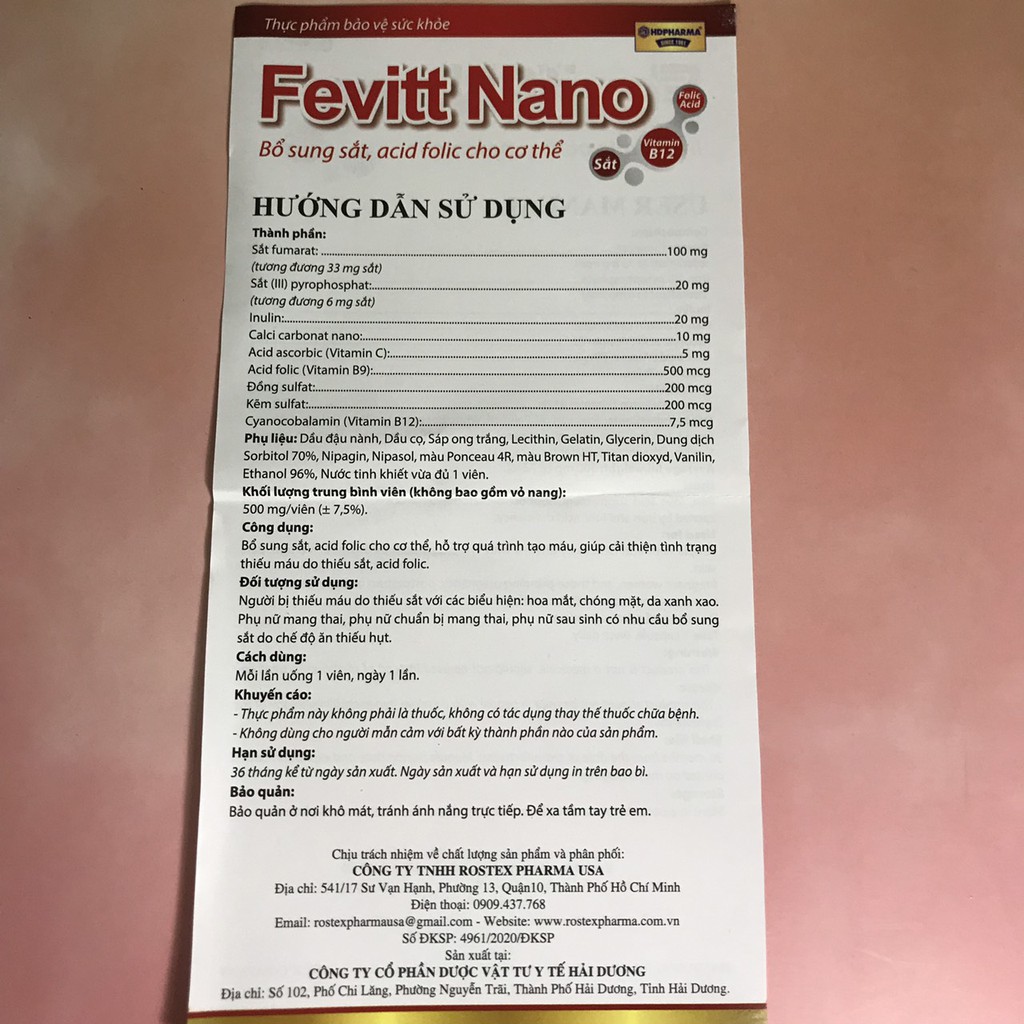 Thực phẩm bảo vệ sức khỏe
HDPHARMA
SINCE 1961
Fevitt Nano
Folic
Acid
Vitamin
B12
Sắt
Bổ sung sắt, acid folic cho cơ thể
HƯỚNG DẪN SỬ DỤNG
Thành phần:
Sắt fumarat: ........................................100 mg
(tương đương 33 mg sắt)
Sắt (III) pyrophosphat:........................................20 mg
(tương đương 6 mg sắt)
Inulin:........................................20 mg
Calci carbonat nano:........................................10 mg
Acid ascorbic (Vitamin C):........................................5 mg
Acid folic (Vitamin B9):........................................500 mcg
Đồng sulfat:........................................200 mcg
Kẽm sulfat:........................................200 mcg
Cyanocobalamin (Vitamin B12):........................................7,5 mcg
Phụ liệu: Dầu đậu nành, Dầu cọ, Sáp ong trắng, Lecithin, Gelatin, Glycerin, Dung dịch
Sorbitol 70%, Nipagin, Nipasol, màu Ponceau 4R, màu Brown HT, Titan dioxyd, Vanilin,
Ethanol 96%, Nước tinh khiết vừa đủ 1 viên.
Khối lượng trung bình viên (không bao gồm vỏ nang):
500 mg/viên (± 7,5%).
Công dụng:
Bổ sung sắt, acid folic cho cơ thể, hỗ trợ quá trình tạo máu, giúp cải thiện tình trạng
thiếu máu do thiếu sắt, acid folic.
Đối tượng sử dụng:
Người bị thiếu máu do thiếu sắt với các biểu hiện: hoa mắt, chóng mặt, da xanh xao.
Phụ nữ mang thai, phụ nữ chuẩn bị mang thai, phụ nữ sau sinh có nhu cầu bổ sung
sắt do chế độ ăn thiếu hụt.
Cách dùng:
Mỗi lần uống 1 viên, ngày 1 lần.
Khuyến cáo:
- Thực phẩm này không phải là thuốc, không có tác dụng thay thế thuốc chữa bệnh.
- Không dùng cho người mẫn cảm với bất kỳ thành phần nào của sản phẩm.
Hạn sử dụng:
36 tháng kể từ ngày sản xuất. Ngày sản xuất và hạn sử dụng in trên bao bì.
Bảo quản:
Bảo quản ở nơi khô mát, tránh ánh nắng trực tiếp. Để xa tầm tay trẻ em.
Chịu trách nhiệm về chất lượng sản phẩm và phân phối:
CÔNG TY TNHH ROSTEX PHARMA USA
Địa chỉ: 541/17 Sư Vạn Hạnh, Phường 13, Quận10, Thành Phố Hồ Chí Minh
Điện thoại: 0909.437.768
Email: rostexpharmausa@gmail.com - Website: www.rostexpharma.com.vn
Số ĐKSP: 4961/2020/ĐKSP
Sản xuất tại:
CÔNG TY CỔ PHẦN DƯỢC VẬT TƯ Y TẾ HẢI DƯƠNG
Địa chỉ: Số 102, Phố Chi Lăng, Phường Nguyễn Trãi, Thành Phố Hải Dương, Tỉnh Hải Dương.